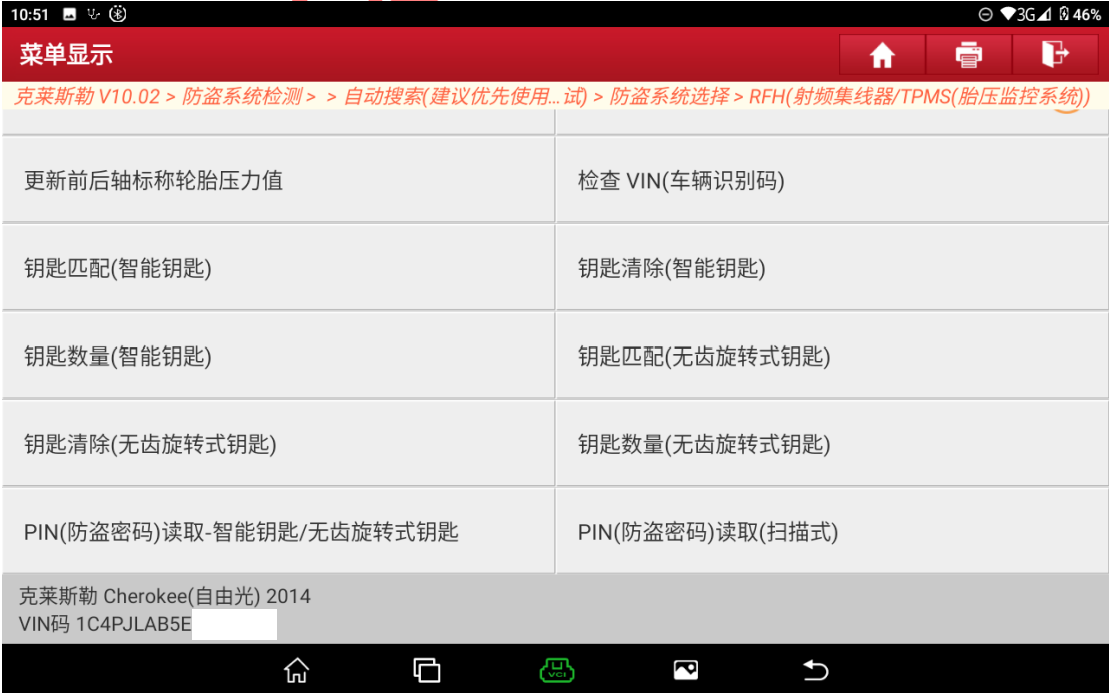 10:51 3G 46%
菜单显示
克莱斯勒 V10.02 > 防盗系统检测 > > 自动搜索(建议优先使用...试) > 防盗系统选择 > RFH(射频集线器/TPMS(胎压监控系统))
更新前后轴标称轮胎压力值 检查 VIN(车辆识别码)
钥匙匹配(智能钥匙) 钥匙清除(智能钥匙)
钥匙数量(智能钥匙) 钥匙匹配(无齿旋转式钥匙)
钥匙清除(无齿旋转式钥匙) 钥匙数量(无齿旋转式钥匙)
PIN(防盗密码)读取-智能钥匙/无齿旋转式钥匙 PIN(防盗密码)读取(扫描式)
克莱斯勒 Cherokee(自由光) 2014
VIN码 1C4PJLAB5E
VCI